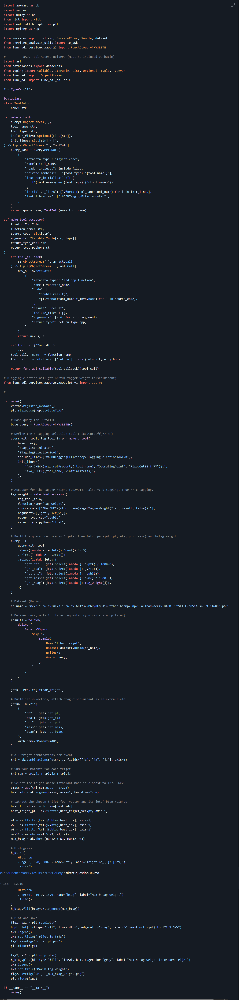 import awkward as ak
import vector
import numpy as np
from hist import Hist
import matplotlib.pyplot as plt
import mplhep as hep

from servicex import deliver, ServiceXSpec, Sample, dataset
from servicex_analysis_utils import to_awk
from func_adl_servicex_xaodr25 import FuncADLQueryPHYSLITE

# -------- xAOD Tool Access Helpers (must be included verbatim) ----------
import ast
from dataclasses import dataclass
from typing import Callable, Iterable, List, Optional, Tuple, TypeVar
from func_adl import ObjectStream
from func_adl import func_adl_callable

T = TypeVar("T")

@dataclass
class ToolInfo:
    name: str

def make_a_tool(
    query: ObjectStream[T],
    tool_name: str,
    tool_type: str,
    include_files: Optional[List[str]],
    init_lines: List[str] = [],
) -> Tuple[ObjectStream[T], ToolInfo]:
    query_base = query.MetaData(
        {
            "metadata_type": "inject_code",
            "name": tool_name,
            "header_includes": include_files,
            "private_members": [f"{tool_type} *{tool_name};"],
            "instance_initialization": [
                f'{tool_name}(new {tool_type} ("{tool_name}"))'
            ],
            "initialize_lines": [l.format(tool_name=tool_name) for l in init_lines],
            "link_libraries": ["xAODBTaggingEfficiencyLib"],
        }
    )
    return query_base, ToolInfo(name=tool_name)

def make_tool_accessor(
    t_info: ToolInfo,
    function_name: str,
    source_code: List[str],
    arguments: Iterable[Tuple[str, type]],
    return_type_cpp: str,
    return_type_python: str
):
    def tool_callback(
        s: ObjectStream[T], a: ast.Call
    ) -> Tuple[ObjectStream[T], ast.Call]:
        new_s = s.MetaData(
            {
                "metadata_type": "add_cpp_function",
                "name": function_name,
                "code": [
                    "double result;",
                    *[l.format(tool_name=t_info.name) for l in source_code],
                ],
                "result": "result",
                "include_files": [],
                "arguments": [a[0] for a in arguments],
                "return_type": return_type_cpp,
            }
        )
        return new_s, a

    def tool_call(**arg_dict):
        ...
    tool_call.__name__ = function_name
    tool_call.__annotations__['return'] = eval(return_type_python)

    return func_adl_callable(tool_callback)(tool_call)

# BTaggingSelectionTool: get GN2v01 tagger weight (discriminant)
from func_adl_servicex_xaodr25.xAOD.jet_v1 import Jet_v1

# ------------------------------------------------------------------------

def main():
    vector.register_awkward()
    plt.style.use(hep.style.ATLAS)

    # Base query for PHYSLITE
    base_query = FuncADLQueryPHYSLITE()

    # Define the b-tagging selection tool (FixedCutBEff_77 WP)
    query_with_tool, tag_tool_info = make_a_tool(
        base_query,
        "btag_discriminator",
        "BTaggingSelectionTool",
        include_files=["xAODBTaggingEfficiency/BTaggingSelectionTool.h"],
        init_lines=[
            'ANA_CHECK(asg::setProperty({tool_name}, "OperatingPoint", "FixedCutBEff_77"));',
            "ANA_CHECK({tool_name}->initialize());",
        ],
    )

    # Accessor for the tagger weight (GN2v01). False => b-tagging, True => c-tagging.
    tag_weight = make_tool_accessor(
        tag_tool_info,
        function_name="tag_weight",
        source_code=["ANA_CHECK({tool_name}->getTaggerWeight(*jet, result, false));"],
        arguments=[("jet", Jet_v1)],
        return_type_cpp="double",
        return_type_python="float",
    )

    # Build the query: require >= 3 jets, then fetch per-jet (pt, eta, phi, mass) and b-tag weight
    query = (
        query_with_tool
        .Where(lambda e: e.Jets().Count() >= 3)
        .Select(lambda e: e.Jets())
        .Select(lambda jets: {
            "jet_pt":   jets.Select(lambda j: j.pt() / 1000.0),
            "jet_eta":  jets.Select(lambda j: j.eta()),
            "jet_phi":  jets.Select(lambda j: j.phi()),
            "jet_mass": jets.Select(lambda j: j.m() / 1000.0),
            "jet_btag": jets.Select(lambda j: tag_weight(j)),
        })
    )

    # Dataset (Rucio)
    ds_name = "mc23_13p6TeV:mc23_13p6TeV.601237.PhPy8EG_A14_ttbar_hdamp258p75_allhad.deriv.DAOD_PHYSLITE.e8514_s4369_r16083_p66

    # Deliver once, only 1 file as requested (you can scale up later)
    results = to_awk(
        deliver(
            ServiceXSpec(
                Sample=[
                    Sample(
                        Name="ttbar_trijet",
                        Dataset=dataset.Rucio(ds_name),
                        NFiles=1,
                        Query=query,
                    )
                ]
            )
        )
    )

    jets = results["ttbar_trijet"]

    # Build jet 4-vectors, attach btag discriminant as an extra field
    jets4 = ak.zip(
        {
            "pt":   jets.jet_pt,
            "eta":  jets.jet_eta,
            "phi":  jets.jet_phi,
            "mass": jets.jet_mass,
            "btag": jets.jet_btag,
        },
        with_name="Momentum4D",
    )

    # All trijet combinations per event
    tri = ak.combinations(jets4, 3, fields=["j1", "j2", "j3"], axis=1)

    # Sum four-momenta for each trijet
    tri_sum = tri.j1 + tri.j2 + tri.j3

    # Select the trijet whose invariant mass is closest to 172.5 GeV
    dmass = abs(tri_sum.mass - 172.5)
    best_idx = ak.argmin(dmass, axis=1, keepdims=True)

    # Extract the chosen trijet four-vector and its jets' btag weights
    best_trijet_vec = tri_sum[best_idx]
    best_trijet_pt = ak.flatten(best_trijet_vec.pt, axis=1)

    w1 = ak.flatten(tri.j1.btag[best_idx], axis=1)
    w2 = ak.flatten(tri.j2.btag[best_idx], axis=1)
    w3 = ak.flatten(tri.j3.btag[best_idx], axis=1)
    max12 = ak.where(w1 > w2, w1, w2)
    max_btag = ak.where(max12 > w3, max12, w3)

    # Histograms
    h_pt = (
        Hist.new
        .Reg(50, 0.0, 300.0, name="pt", label="Trijet $p_{T}$ [GeV]")
        .Int64()
ks / adl-benchmarks / results / direct-query / direct-question-06.md
4 loc) · 1.1 MB
        Hist.new
        .Reg(50, -10.0, 15.0, name="btag", label="Max b-tag weight")
        .Int64()
    )
    h_btag.fill(btag=ak.to_numpy(max_btag))

    # Plot and save
    fig1, ax1 = plt.subplots()
    h_pt.plot(histtype="fill", linewidth=1, edgecolor="gray", label="Closest m(trijet) to 172.5 GeV")
    ax1.legend()
    ax1.set_title("Trijet $p_{T}$")
    fig1.savefig("trijet_pt.png")
    plt.close(fig1)

    fig2, ax2 = plt.subplots()
    h_btag.plot(histtype="fill", linewidth=1, edgecolor="gray", label="Max b-tag weight in chosen trijet")
    ax2.legend()
    ax2.set_title("Max b-tag weight")
    fig2.savefig("trijet_max_btag_weight.png")
    plt.close(fig2)

if __name__ == "__main__":
    main()